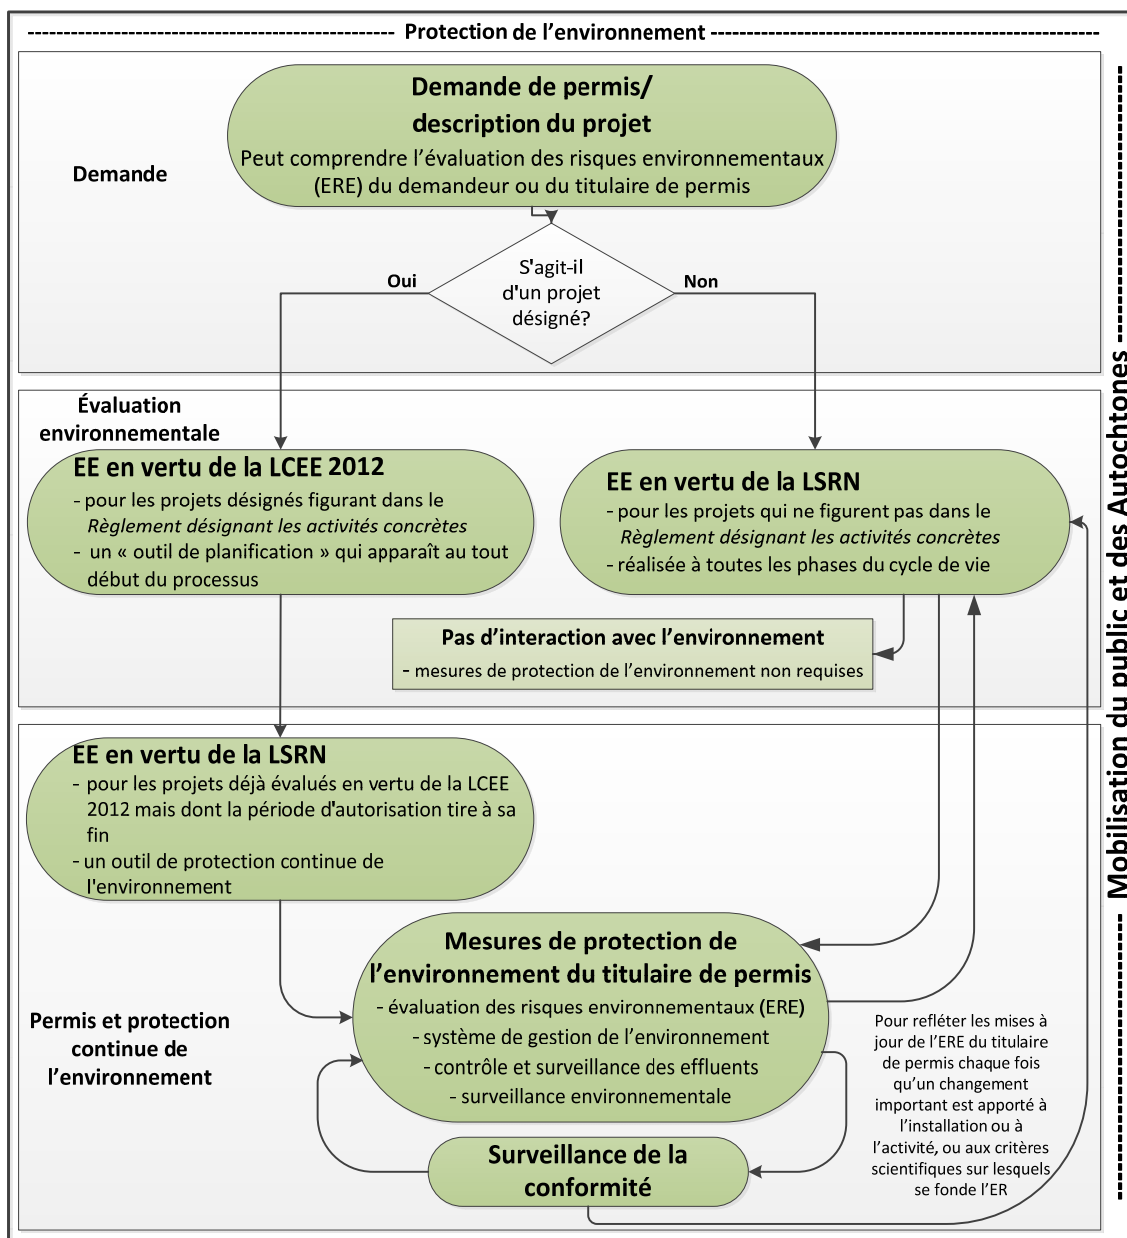 Protection de l'environnement
Demande de permis/
description du projet
Peut comprendre l'évaluation des risques environnementaux
(ERE) du demandeur ou du titulaire de permis
Demande
S'agit-il
d'un projet
désigné?
Oui
Non
Évaluation
environnementale
EE en vertu de la LCEE 2012
- pour les projets désignés figurant dans le
Règlement désignant les activités concrètes
- un « outil de planification » qui apparaît au tout
début du processus
EE en vertu de la LSRN
- pour les projets qui ne figurent pas dans le
Règlement désignant les activités concrètes
- réalisée à toutes les phases du cycle de vie
Pas d'interaction avec l'environnement
- mesures de protection de l'environnement non requises
EE en vertu de la LSRN
- pour les projets déjà évalués en vertu de la LCEE
2012 mais dont la période d'autorisation tire à sa
fin
- un outil de protection continue de
l'environnement
Mesures de protection de
l'environnement du titulaire de permis
- évaluation des risques environnementaux (ERE)
- système de gestion de l'environnement
- contrôle et surveillance des effluents
- surveillance environnementale
Permis et protection
continue de
l'environnement
Pour refléter les mises à
jour de l'ERE du titulaire
de permis chaque fois
qu'un changement
important est apporté à
l'installation ou à
l'activité, ou aux critères
scientifiques sur lesquels
se fonde l'ER
Surveillance de la
conformité
Mobilisation du public et des Autochtones